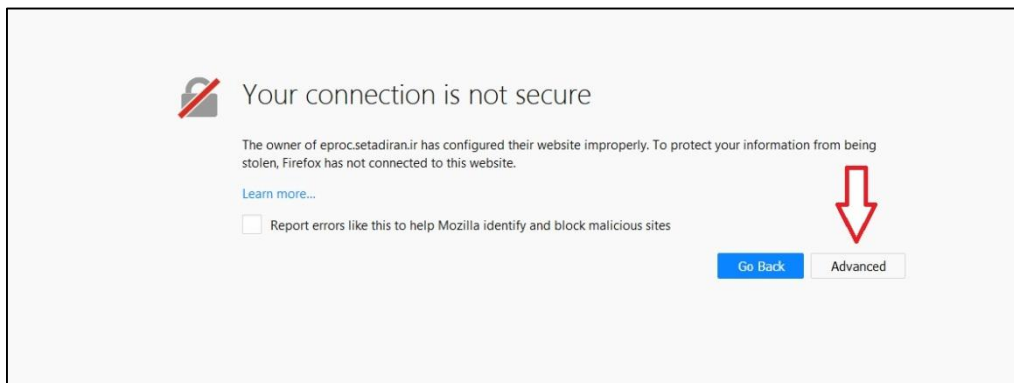 Your connection is not secure
The owner of eproc.setadiran.ir has configured their website improperly. To protect your information from being
stolen, Firefox has not connected to this website.
Learn more...
Report errors like this to help Mozilla identify and block malicious sites
Go Back Advanced